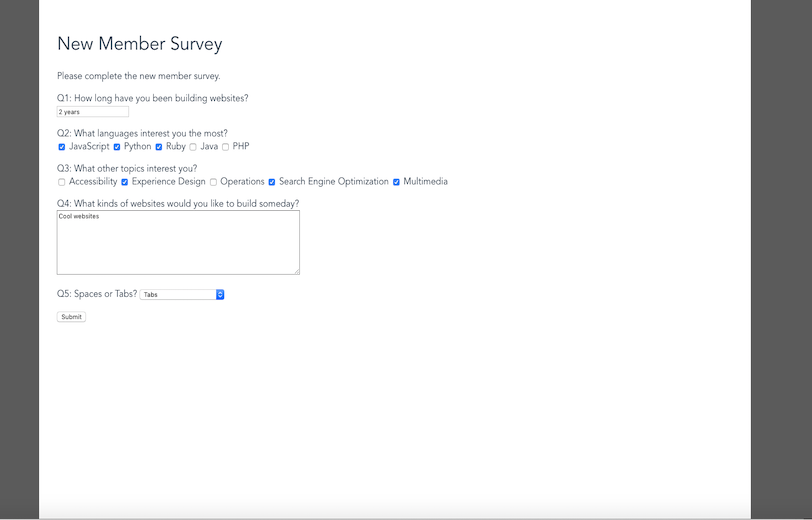 New Member Survey
Please complete the new member survey.
Q1: How long have you been building websites?
2 years
Q2: What languages interest you the most?
JavaScript Python Ruby Java PHP
Q3: What other topics interest you?
Accessibility Experience Design Operations Search Engine Optimization Multimedia
Q4: What kinds of websites would you like to build someday?
Cool websites
Q5: Spaces or Tabs? Tabs
Submit